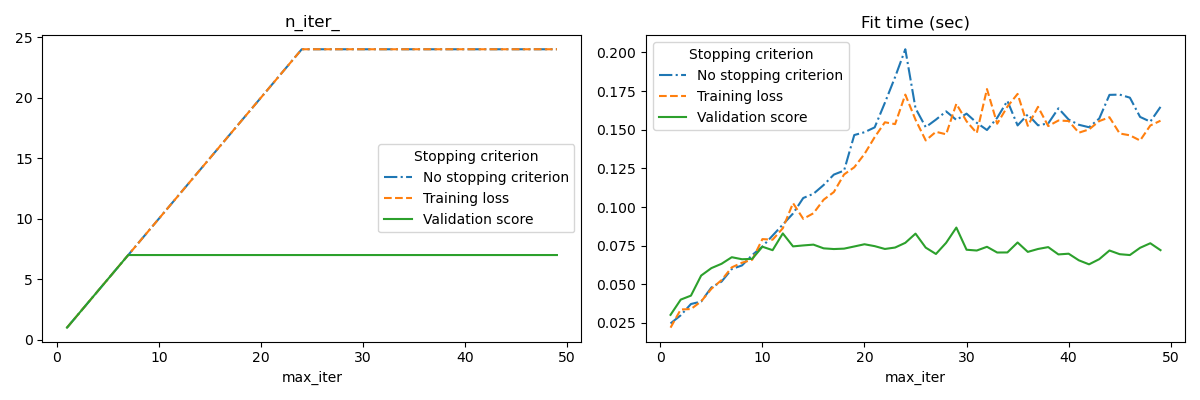 n_iter_
25
20
15
10
5
0
Stopping criterion
No stopping criterion
Training loss
Validation score
0 10 20 30 40 50
max_iter
Fit time (sec)
0.200
0.175
0.150
0.125
0.100
0.075
0.050
0.025
Stopping criterion
No stopping criterion
Training loss
Validation score
0 10 20 30 40 50
max_iter